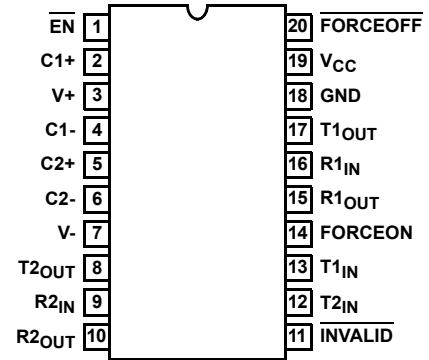 EN 1 20 FORCEOFF
C1+ 2 19 VCC
V+ 3 18 GND
C1- 4 17 T1OUT
C2+ 5 16 R1IN
C2- 6 15 R1OUT
V- 7 14 FORCEON
T2OUT 8 13 T1IN
R2IN 9 12 T2IN
R2OUT 10 11 INVALID